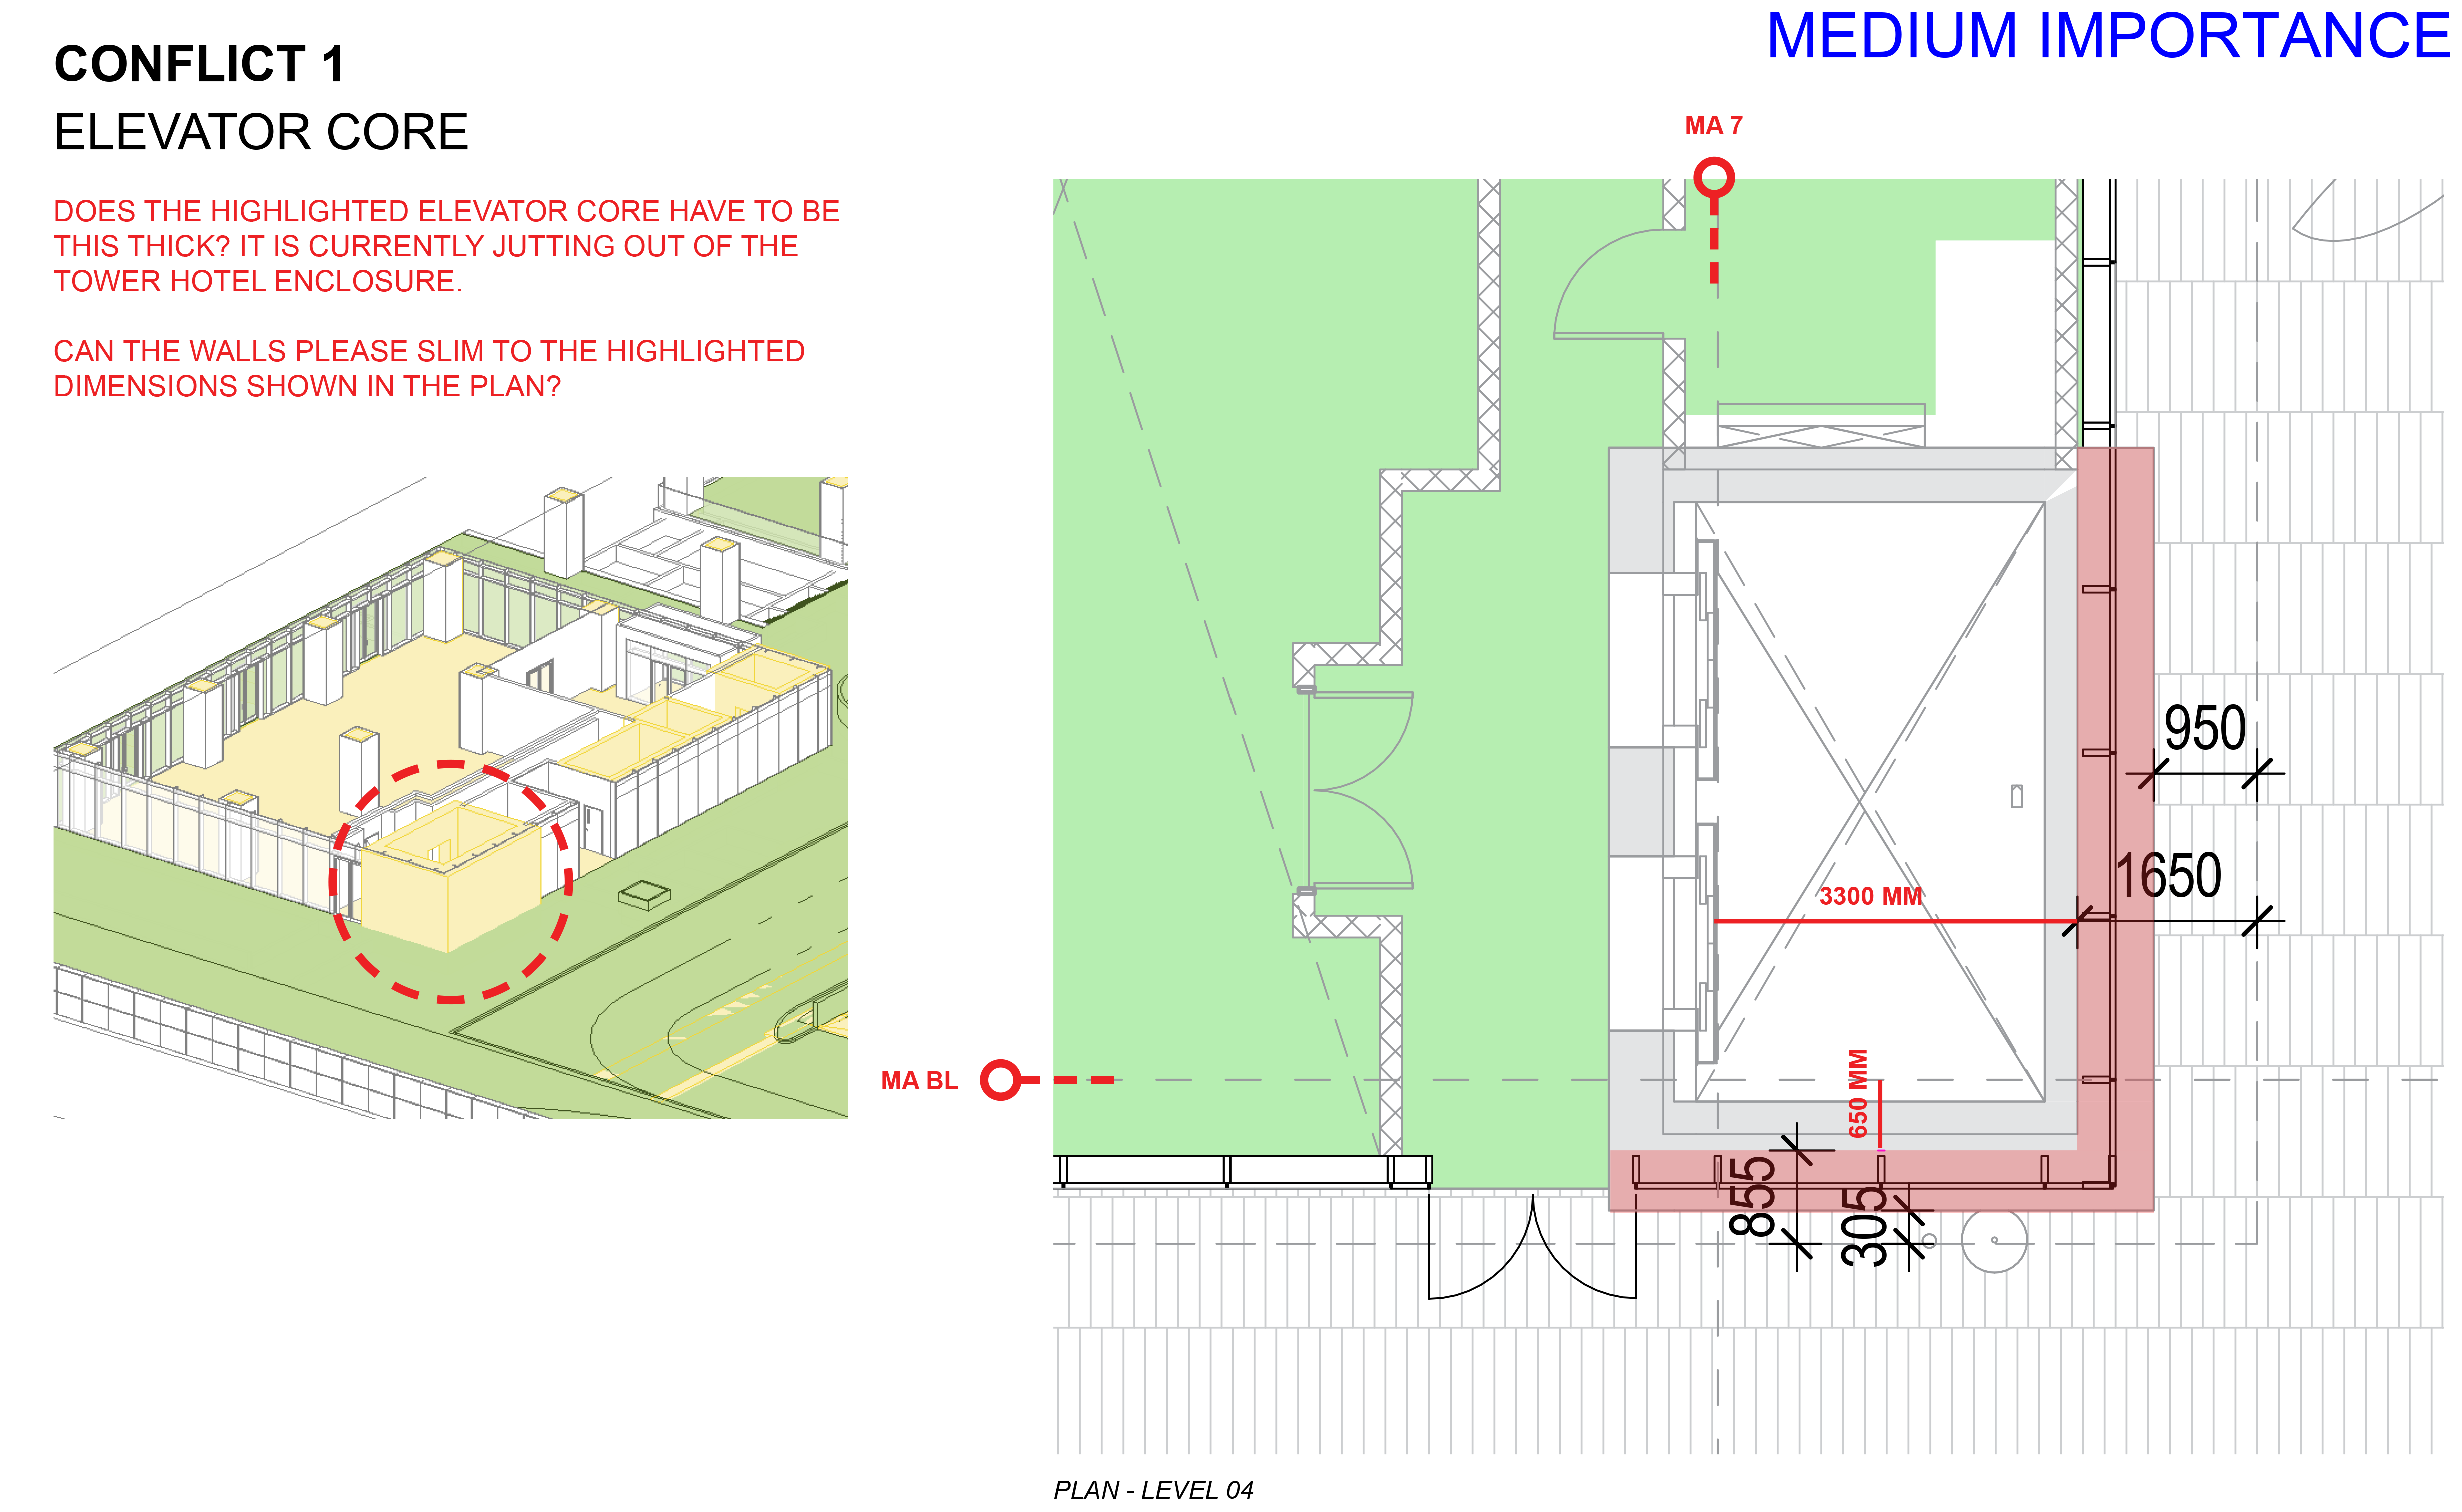 MEDIUM IMPORTANCE
CONFLICT 1
ELEVATOR CORE
DOES THE HIGHLIGHTED ELEVATOR CORE HAVE TO BE
THIS THICK? IT IS CURRENTLY JUTTING OUT OF THE
TOWER HOTEL ENCLOSURE.
CAN THE WALLS PLEASE SLIM TO THE HIGHLIGHTED
DIMENSIONS SHOWN IN THE PLAN?
MA 7
950
1650
3300 MM
MA BL
650 MM
855
305
PLAN - LEVEL 04